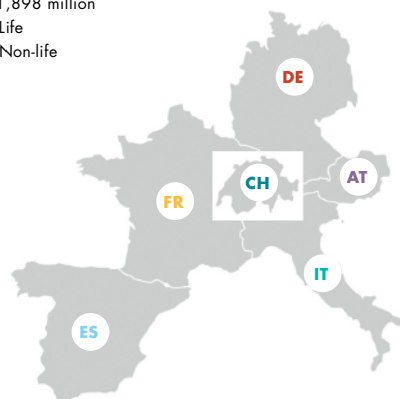 1,898 million
Life
Non-life
DE
CH
AT
FR
IT
ES